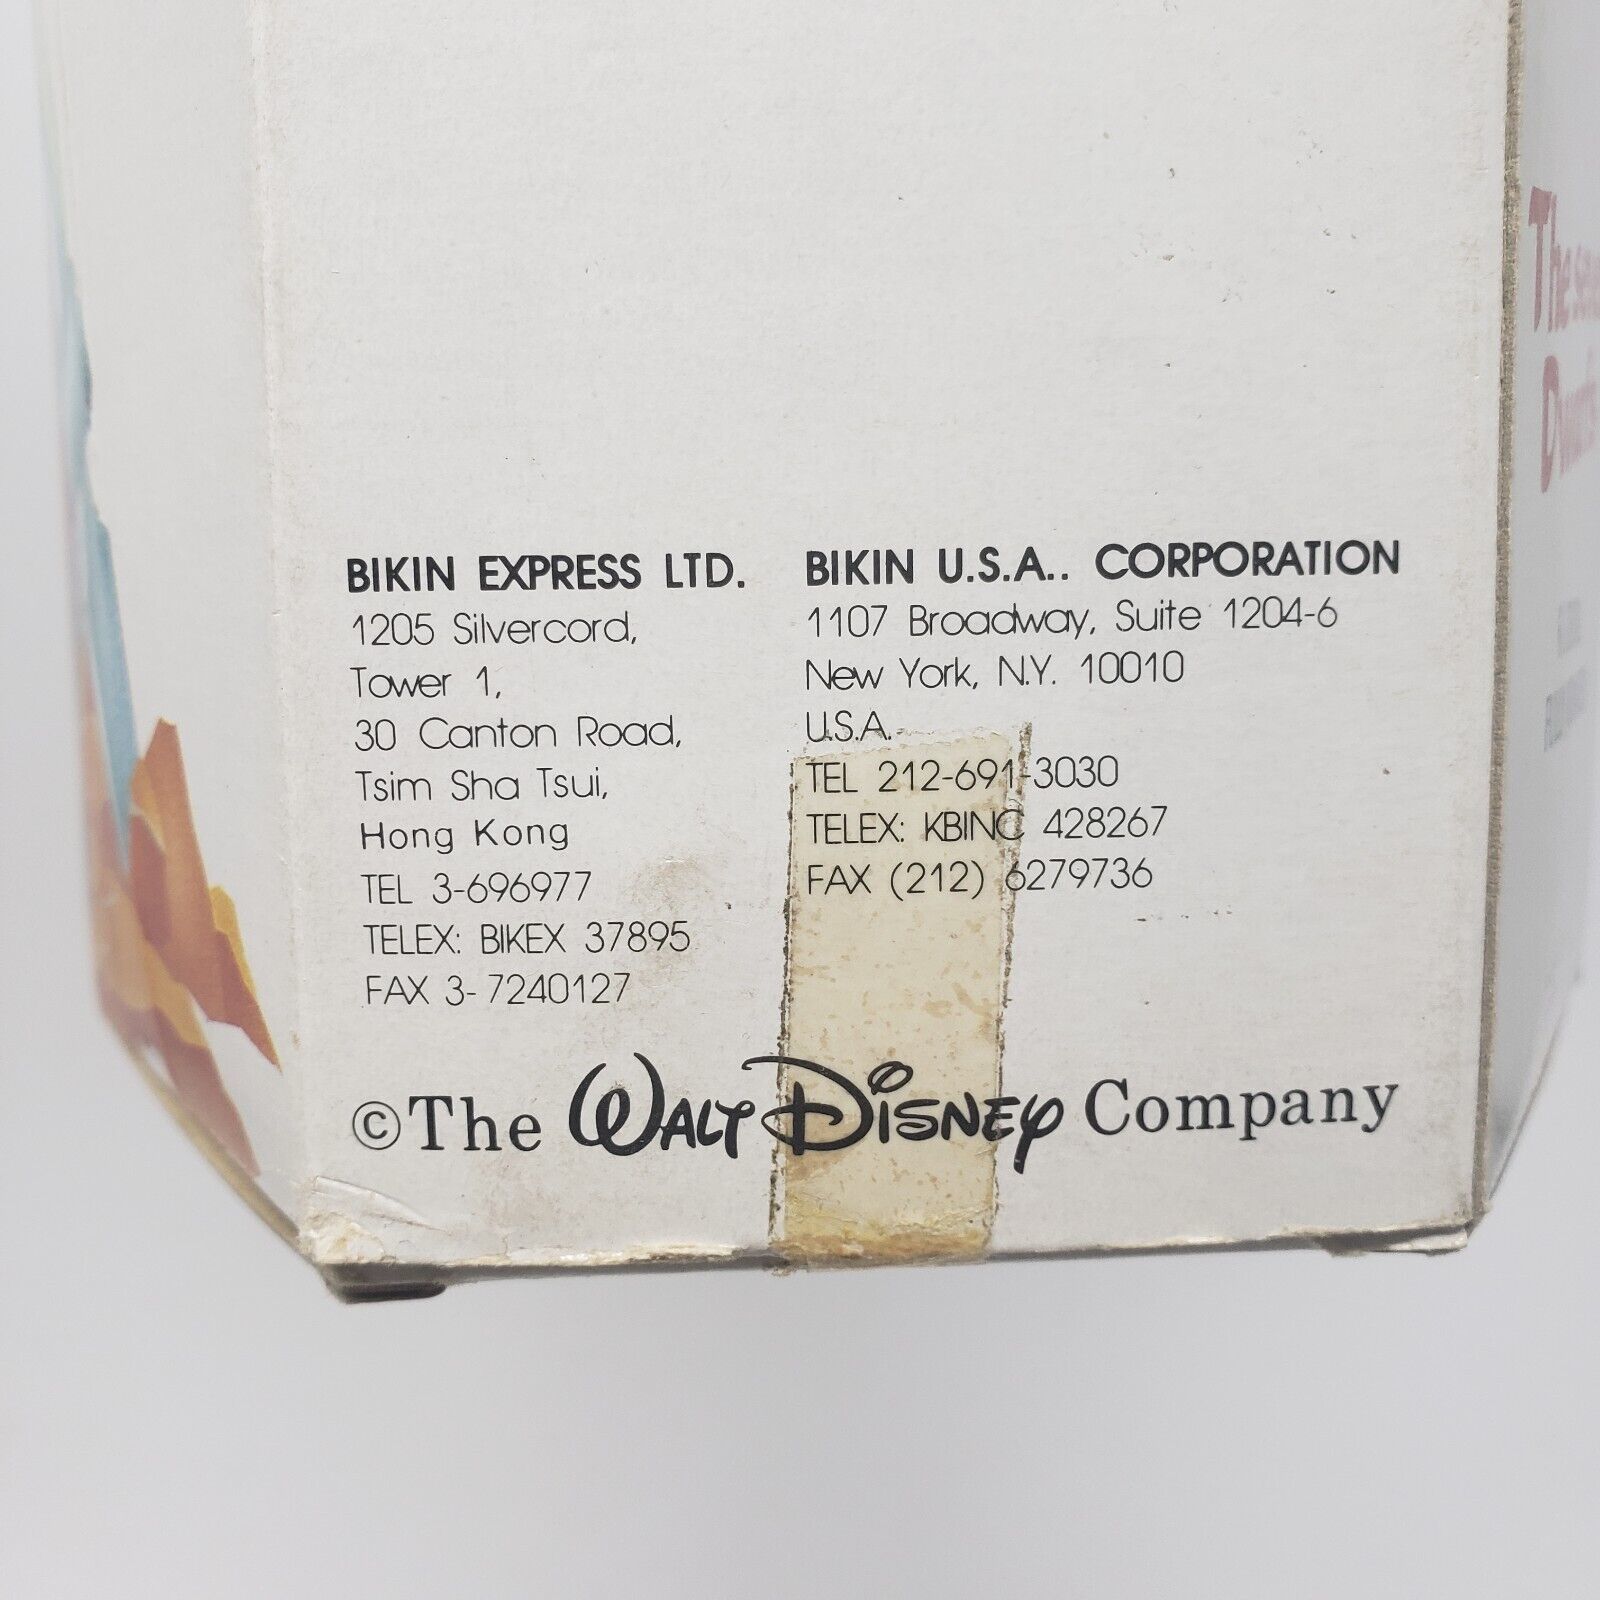 BIKIN EXPRESS LTD.
1205 Silvercord,
Tower 1,
30 Canton Road,
Tsim Sha Tsui,
Hong Kong
TEL 3-696977
TELEX: BIKEX 37895
FAX 3-7240127
BIKIN U.S.A.. CORPORATION
1107 Broadway, Suite 1204-6
New York, N.Y. 10010
U.S.A.
TEL 212-691-3030
TELEX: KBINC 428267
FAX (212) 6279736
©The WALT DISNEY Company
The